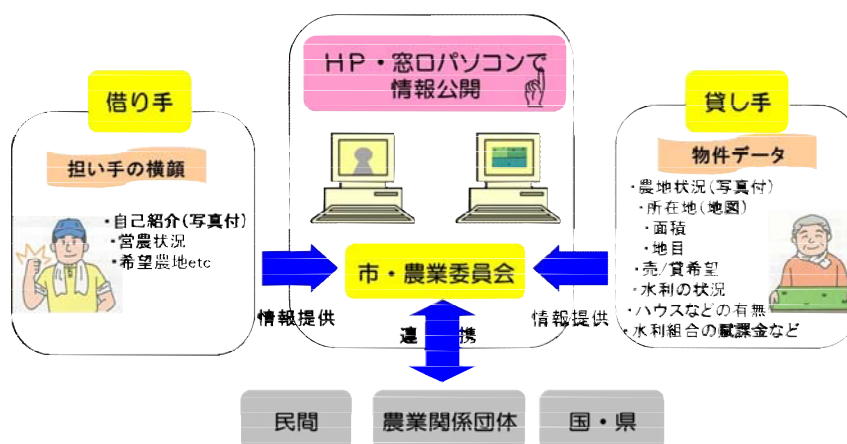 HP・窓口パソコンで
情報公開
借り手
担い手の横顔
・自己紹介(写真付)
・営農状況
・希望農地etc
情報提供
市・農業委員会
連 携
貸し手
物件データ
・農地状況(写真付)
・所在地(地図)
・面積
・地目
・売/貸希望
・水利の状況
・ハウスなどの有無
・水利組合の賦課金など
情報提供
民間
農業関係団体
国・県